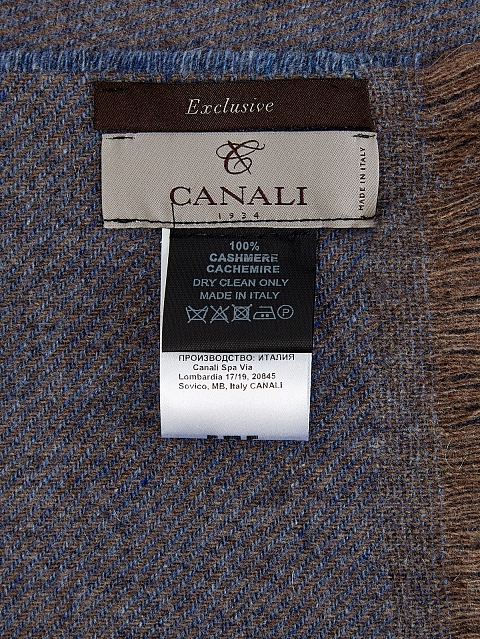 Exclusive
CANALI
1934
MADE IN ITALY
100%
CASHMERE
CACHEMIRE
DRY CLEAN ONLY
MADE IN ITALY
ПРОИЗВОДСТВО: ИТАЛИЯ
Canali Spa Via
Lombardia 17/19, 20845
Sovico, MB, Italy CANALI